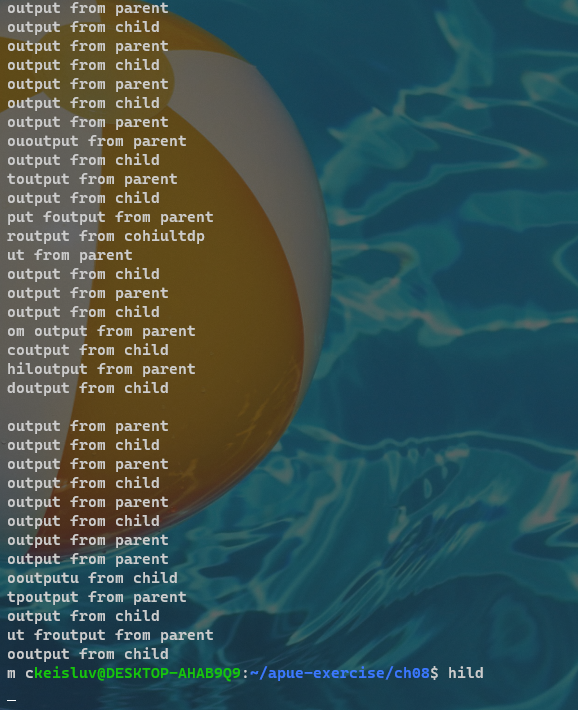 output from parent
output from child
output from parent
output from child
output from parent
output from child
output from parent
ououtput from parent
output from child
toutput from parent
output from child
put foutput from parent
routput from cohiultdp
ut from parent
output from child
output from parent
output from child
om output from parent
coutput from child
hiloutput from parent
doutput from child
output from parent
output from child
output from parent
output from child
output from parent
output from child
output from parent
output from parent
ooutputu from child
tpoutput from parent
output from child
ut froutput from parent
ooutput from child
m ckeisluv@DESKTOP-AHAB9Q9:~/apue-exercise/ch08$ hild
_